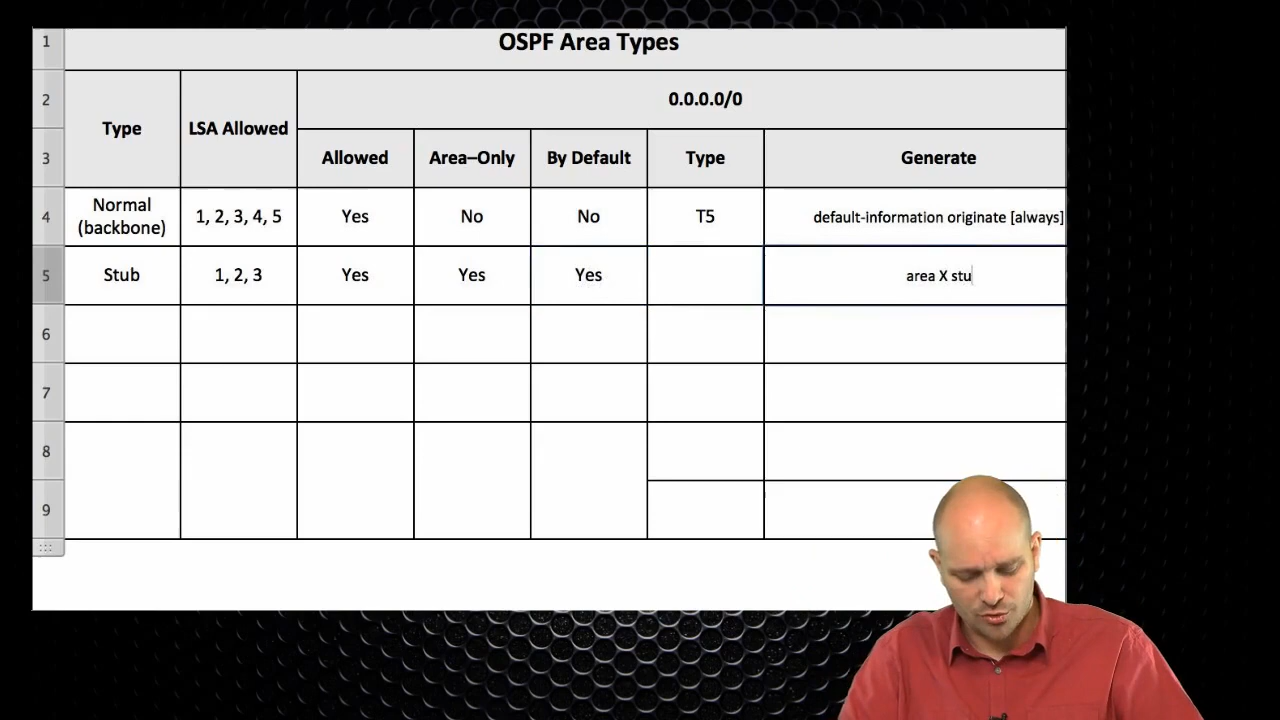 1
OSPF Area Types
2
Type
LSA Allowed
0.0.0.0/0
3
Allowed
Area–Only
By Default
Type
Generate
4
Normal
(backbone)
1, 2, 3, 4, 5
Yes
No
No
T5
default-information originate [always]
5
Stub
1, 2, 3
Yes
Yes
Yes
area X stu
6
7
8
9